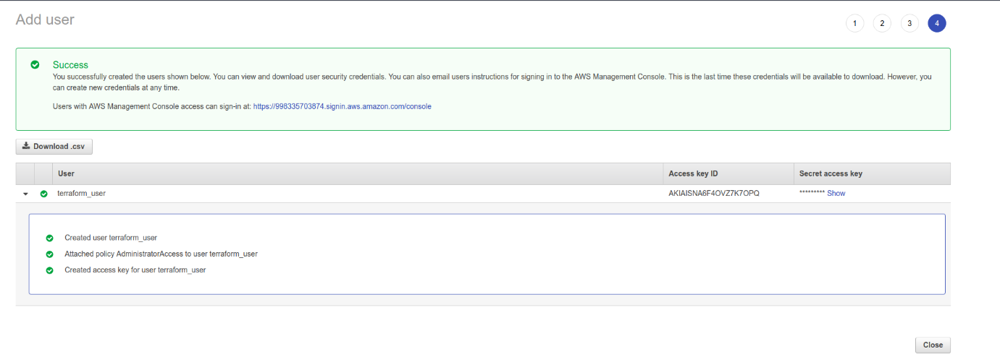 Add user
1 2 3 4
Success
You successfully created the users shown below. You can view and download user security credentials. You can also email users instructions for signing in to the AWS Management Console. This is the last time these credentials will be available to download. However, you
can create new credentials at any time.
Users with AWS Management Console access can sign-in at: https://998335703874.signin.aws.amazon.com/console
Download .csv
User Access key ID Secret access key
terraform_user AKIAISNA6F4OVZ7K7OPQ ********* Show
Created user terraform_user
Attached policy AdministratorAccess to user terraform_user
Created access key for user terraform_user
Close